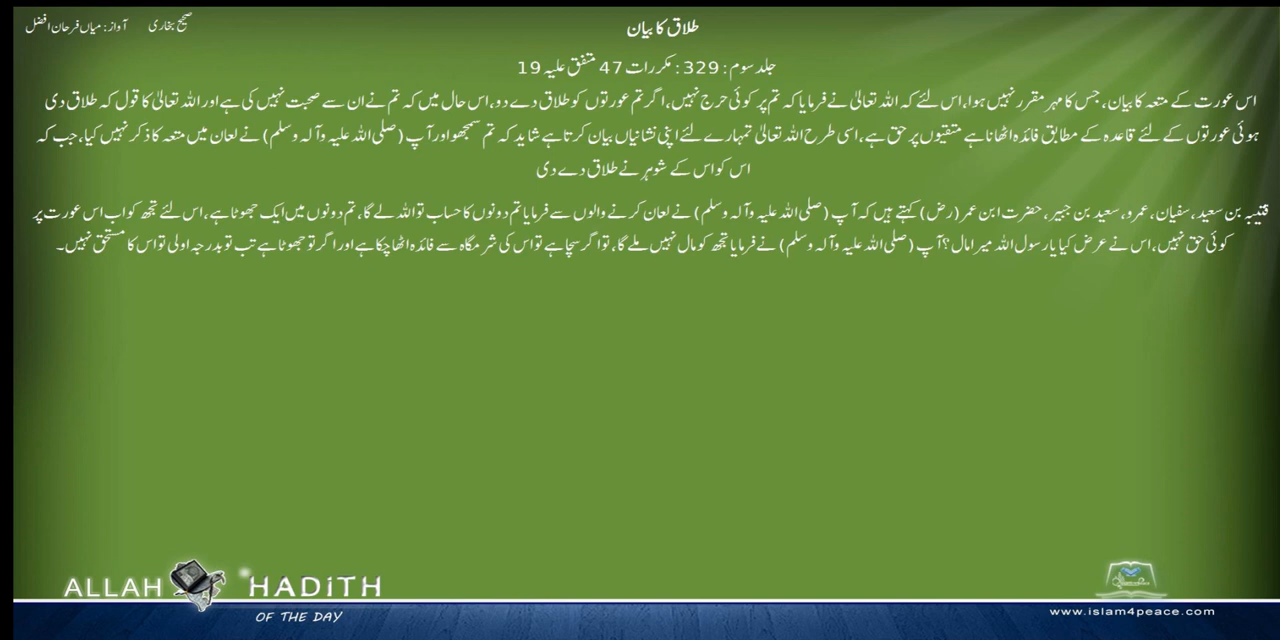 طلاق کا بیان
صحیح بخاری
آواز: میاں فرحان افضل
جلد سوم : 329 : مکررات 47 متفق علیہ 19
اس عورت کے متعہ کا بیان، جس کا مہر مقرر نہیں ہوا، اس لئے کہ اللہ تعالیٰ نے فرمایا کہ تم پر کوئی حرج نہیں، اگر تم عورتوں کو طلاق دے دو، اس حال میں کہ تم نے ان سے صحبت نہیں کی ہے اور اللہ تعالیٰ کا قول کہ طلاق دی
ہوئی عورتوں کے لئے قاعدہ کے مطابق فائدہ اٹھانا ہے متقیوں پر حق ہے، اسی طرح اللہ تعالیٰ تمہارے لئے اپنی نشانیاں بیان کرتا ہے شاید کہ تم سمجھو اور آپ (صلی اللہ علیہ وآلہ وسلم) نے لعان میں متعہ کا ذکر نہیں کیا، جب کہ
اس کو اس کے شوہر نے طلاق دے دی
قتیبہ بن سعید، سفیان، عمرو، سعید بن جبیر، حضرت ابن عمر (رض) کہتے ہیں کہ آپ (صلی اللہ علیہ وآلہ وسلم) نے لعان کرنے والوں سے فرمایا تم دونوں کا حساب تو اللہ لے گا، تم دونوں میں ایک جھوٹا ہے، اس لئے تجھ کو اب اس عورت پر
کوئی حق نہیں، اس نے عرض کیا یا رسول اللہ میرا مال؟ آپ (صلی اللہ علیہ وآلہ وسلم) نے فرمایا تجھ کو مال نہیں ملے گا، تو اگر سچا ہے تو اس کی شرمگاہ سے فائدہ اٹھا چکا ہے اور اگر تو جھوٹا ہے تب تو بدرجہ اولی تو اس کا مستحق نہیں۔
ALLAH HADITH
OF THE DAY
www.islam4peace.com